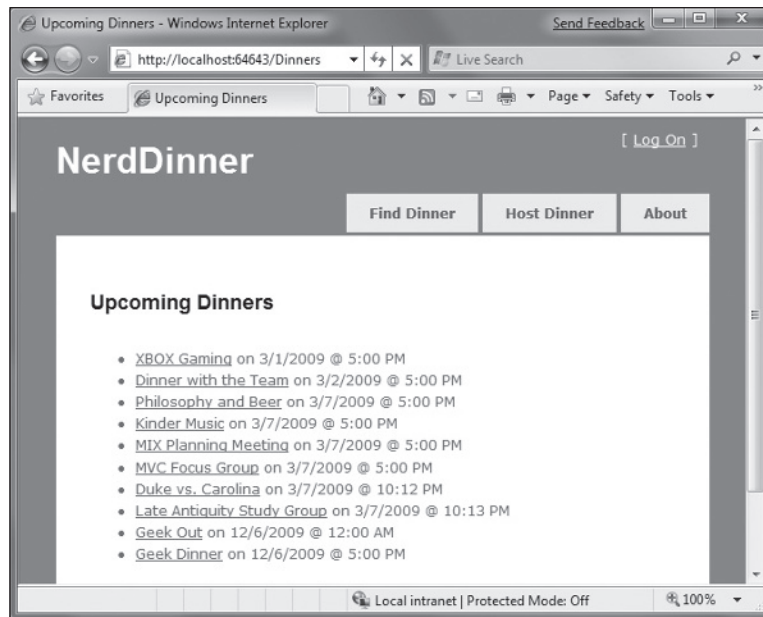 Upcoming Dinners - Windows Internet Explorer
Send Feedback
http://localhost:64643/Dinners
Live Search
Favorites
Upcoming Dinners
Page
Safety
Tools
NerdDinner
[ Log On ]
Find Dinner
Host Dinner
About
Upcoming Dinners
• XBOX Gaming on 3/1/2009 @ 5:00 PM
• Dinner with the Team on 3/2/2009 @ 5:00 PM
• Philosophy and Beer on 3/7/2009 @ 5:00 PM
• Kinder Music on 3/7/2009 @ 5:00 PM
• MIX Planning Meeting on 3/7/2009 @ 5:00 PM
• MVC Focus Group on 3/7/2009 @ 5:00 PM
• Duke vs. Carolina on 3/7/2009 @ 10:12 PM
• Late Antiquity Study Group on 3/7/2009 @ 10:13 PM
• Geek Out on 12/6/2009 @ 12:00 AM
• Geek Dinner on 12/6/2009 @ 5:00 PM
Local intranet | Protected Mode: Off
100%